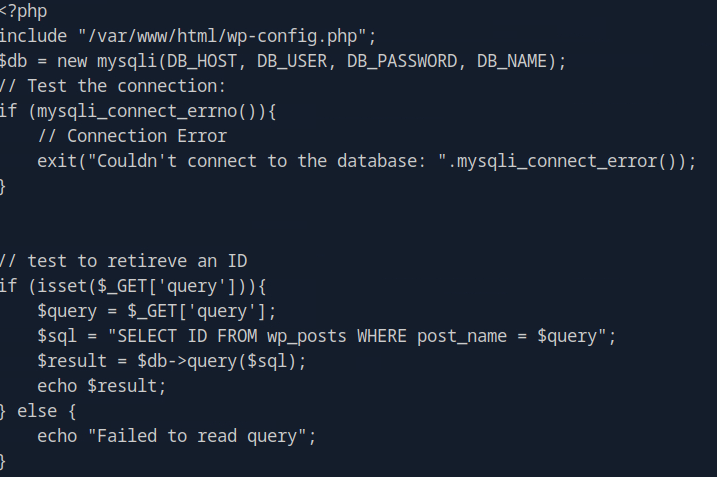 <?php
include "/var/www/html/wp-config.php";
$db = new mysqli(DB_HOST, DB_USER, DB_PASSWORD, DB_NAME);
// Test the connection:
if (mysqli_connect_errno()){
    // Connection Error
    exit("Couldn't connect to the database: ".mysqli_connect_error());
}
// test to retireve an ID
if (isset($_GET['query'])){
    $query = $_GET['query'];
    $sql = "SELECT ID FROM wp_posts WHERE post_name = $query";
    $result = $db->query($sql);
    echo $result;
} else {
    echo "Failed to read query";
}